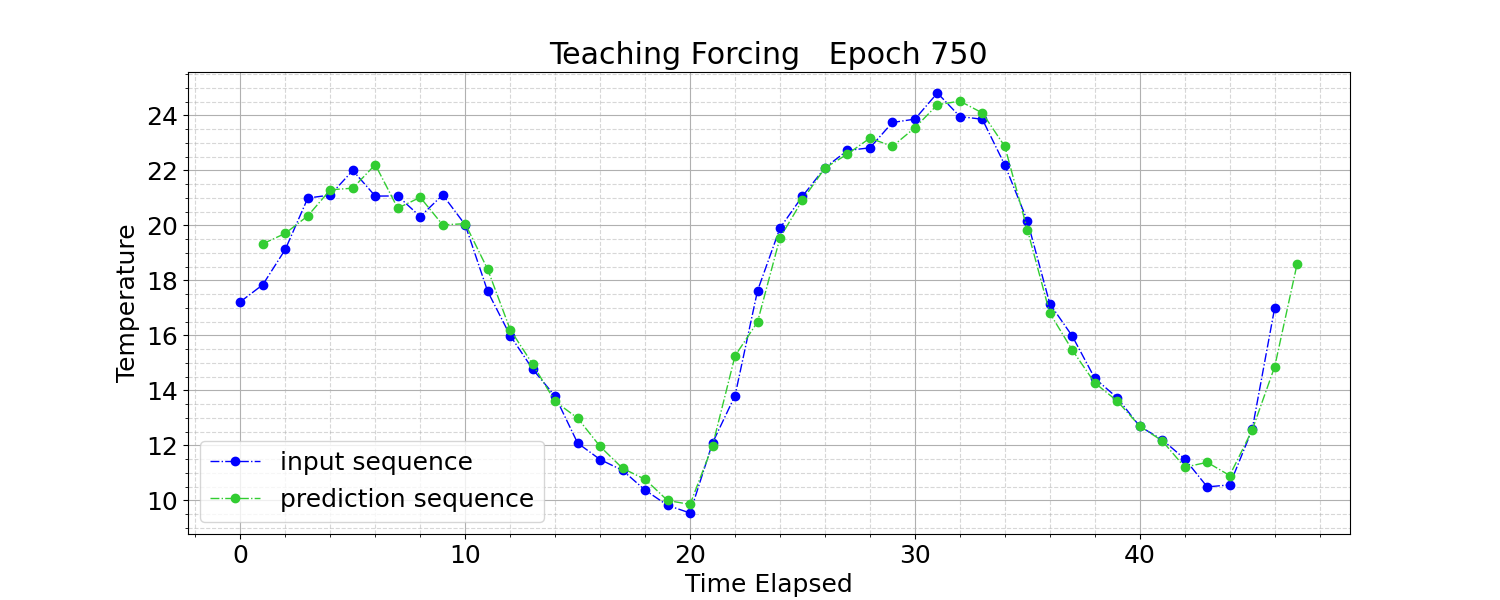 Teaching Forcing   Epoch 750
Temperature
24
22
20
18
16
14
12
10
input sequence
prediction sequence
0 10 20 30 40
Time Elapsed